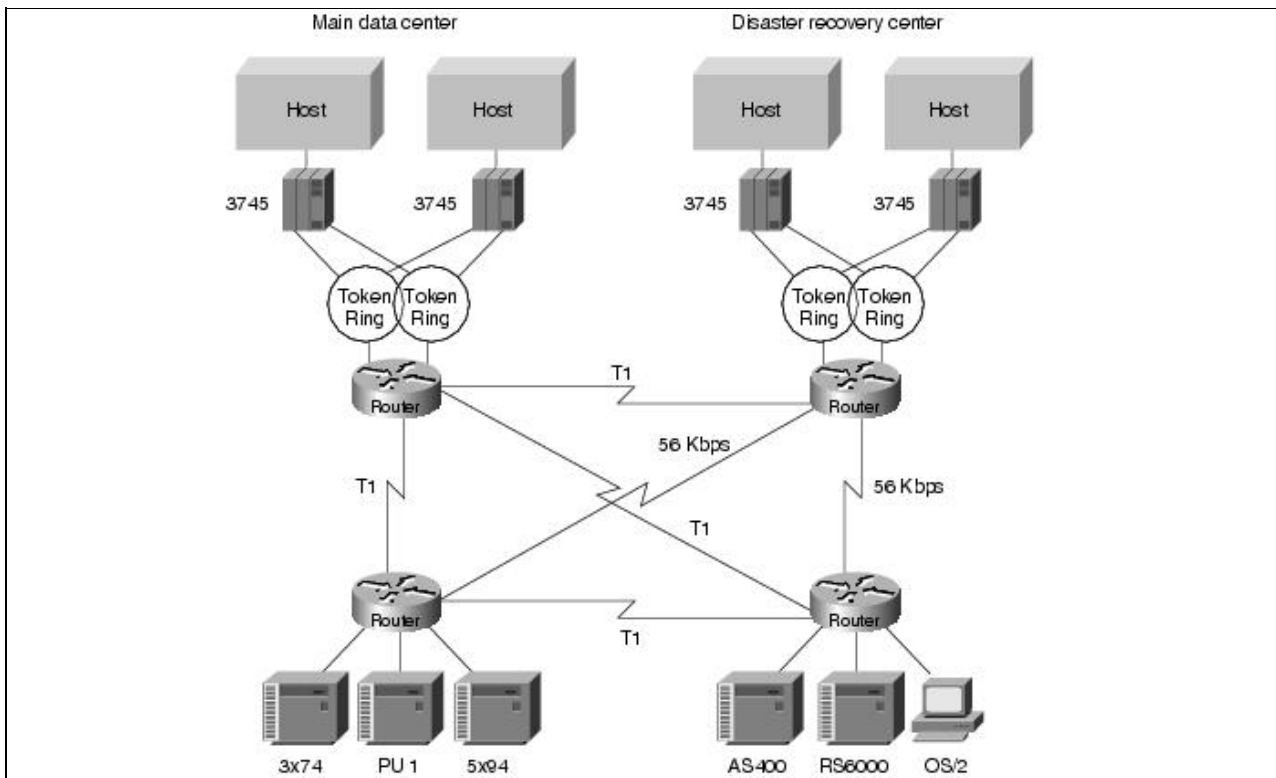 Main data center
Disaster recovery center
Host
Host
Host
Host
3745
3745
3745
3745
Token
Ring
Token
Ring
Token
Ring
Token
Ring
Router
T1
Router
56 Kbps
T1
56 Kbps
T1
Router
T1
Router
3x74
PU 1
5x94
AS400
RS6000
OS/2